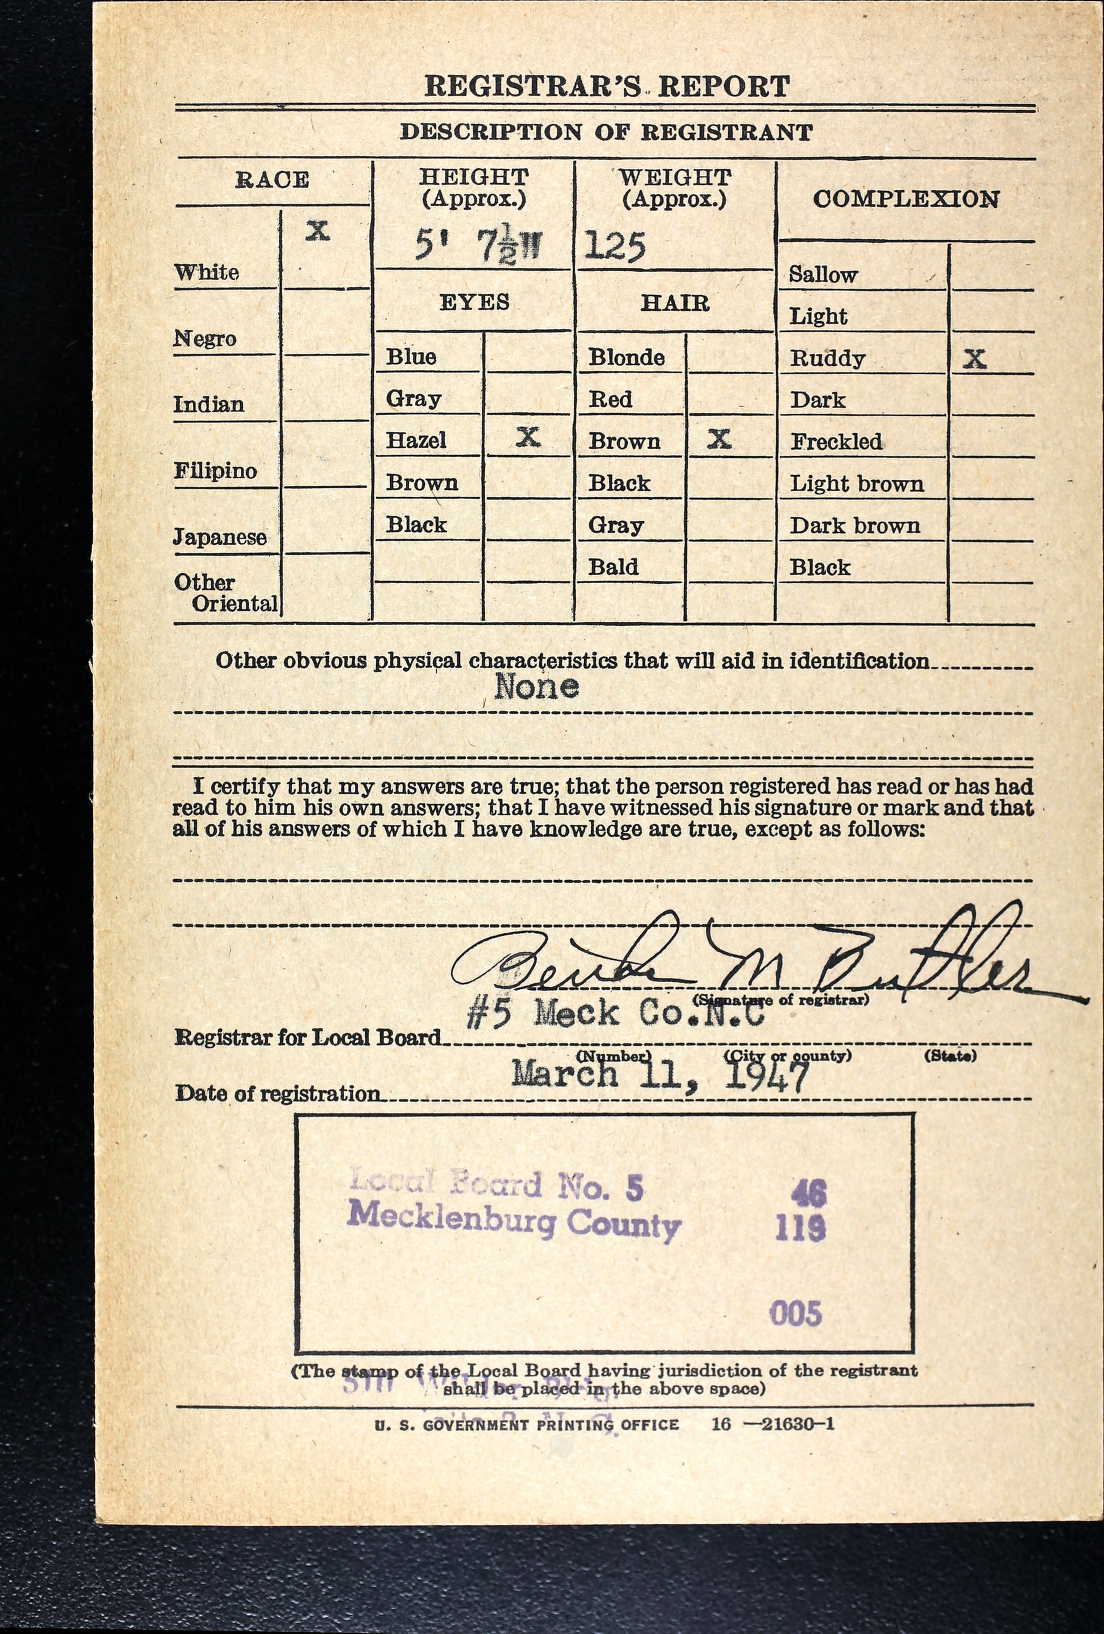 REGISTRAR'S REPORT
DESCRIPTION OF REGISTRANT
RACE
HEIGHT
(Approx.)
WEIGHT
(Approx.)
COMPLEXION
X
5' 7½"
125
White
Sallow
EYES
HAIR
Light
Negro
Blue
Blonde
Ruddy X
Indian
Gray
Red
Dark
Hazel X
Brown X
Freckled
Filipino
Brown
Black
Light brown
Japanese
Black
Gray
Dark brown
Other
Oriental
Bald
Black
Other obvious physical characteristics that will aid in identification
None
I certify that my answers are true; that the person registered has read or has had
read to him his own answers; that I have witnessed his signature or mark and that
all of his answers of which I have knowledge are true, except as follows:
M Butler
(Signature of registrar)
#5 Meck Co.N.C
Registrar for Local Board
(Number) (City or county) (State)
March 11, 1947
Date of registration
Local Board No. 5 46
Mecklenburg County 119
005
(The stamp of the Local Board having jurisdiction of the registrant
shall be placed in the above space)
U. S. GOVERNMENT PRINTING OFFICE 16—21630-1